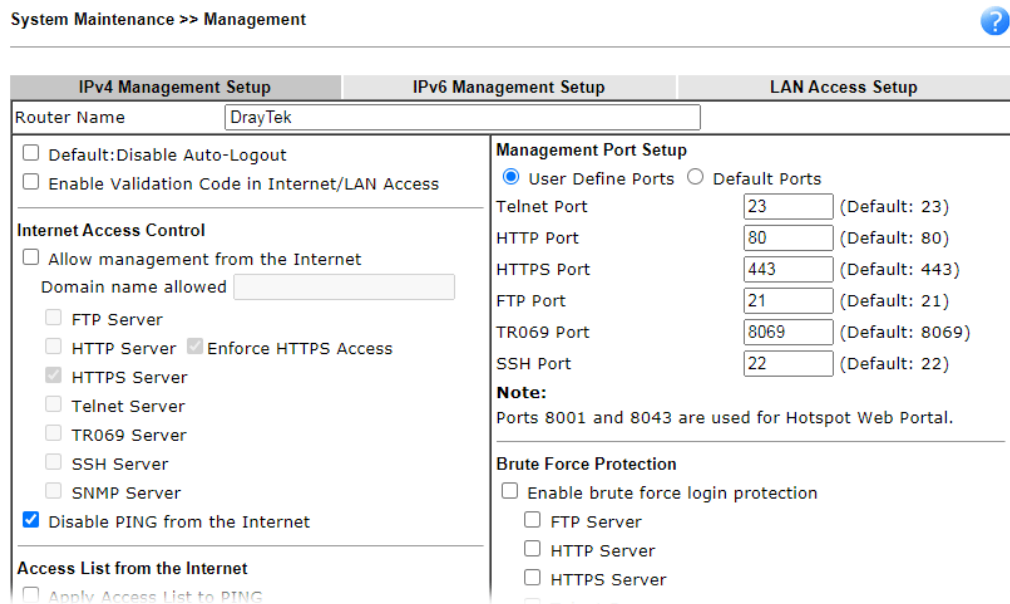 System Maintenance >> Management
?
IPv4 Management Setup IPv6 Management Setup LAN Access Setup
Router Name DrayTek
Default:Disable Auto-Logout
Enable Validation Code in Internet/LAN Access
Internet Access Control
Allow management from the Internet
Domain name allowed
FTP Server
HTTP Server Enforce HTTPS Access
HTTPS Server
Telnet Server
TR069 Server
SSH Server
SNMP Server
Disable PING from the Internet
Access List from the Internet
Apply Access List to PING
Management Port Setup
User Define Ports Default Ports
Telnet Port 23 (Default: 23)
HTTP Port 80 (Default: 80)
HTTPS Port 443 (Default: 443)
FTP Port 21 (Default: 21)
TR069 Port 8069 (Default: 8069)
SSH Port 22 (Default: 22)
Note:
Ports 8001 and 8043 are used for Hotspot Web Portal.
Brute Force Protection
Enable brute force login protection
FTP Server
HTTP Server
HTTPS Server